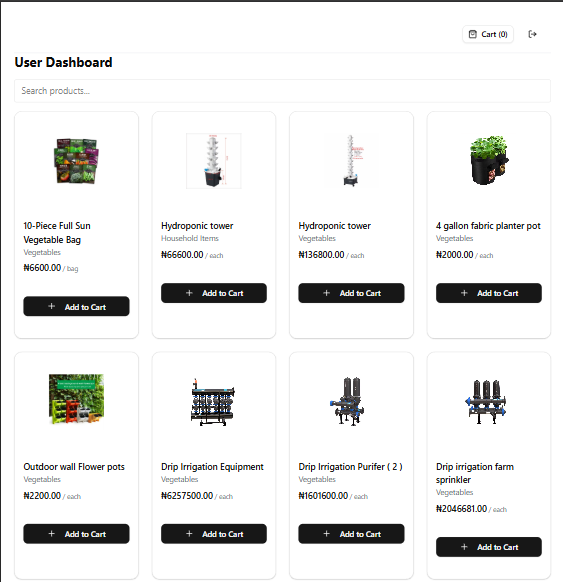 Cart (0)
User Dashboard
Search products...
10-Piece Full Sun
Vegetable Bag
Vegetables
₦6600.00 / bag
+ Add to Cart
Hydroponic tower
Household Items
₦66600.00 / each
+ Add to Cart
Hydroponic tower
Vegetables
₦136800.00 / each
+ Add to Cart
4 gallon fabric planter pot
Vegetables
₦2000.00 / each
+ Add to Cart
Outdoor wall Flower pots
Vegetables
₦2200.00 / each
+ Add to Cart
Drip Irrigation Equipment
Vegetables
₦6257500.00 / each
+ Add to Cart
Drip Irrigation Purifer ( 2 )
Vegetables
₦1601600.00 / each
+ Add to Cart
Drip irrigation farm
sprinkler
Vegetables
₦2046681.00 / each
+ Add to Cart